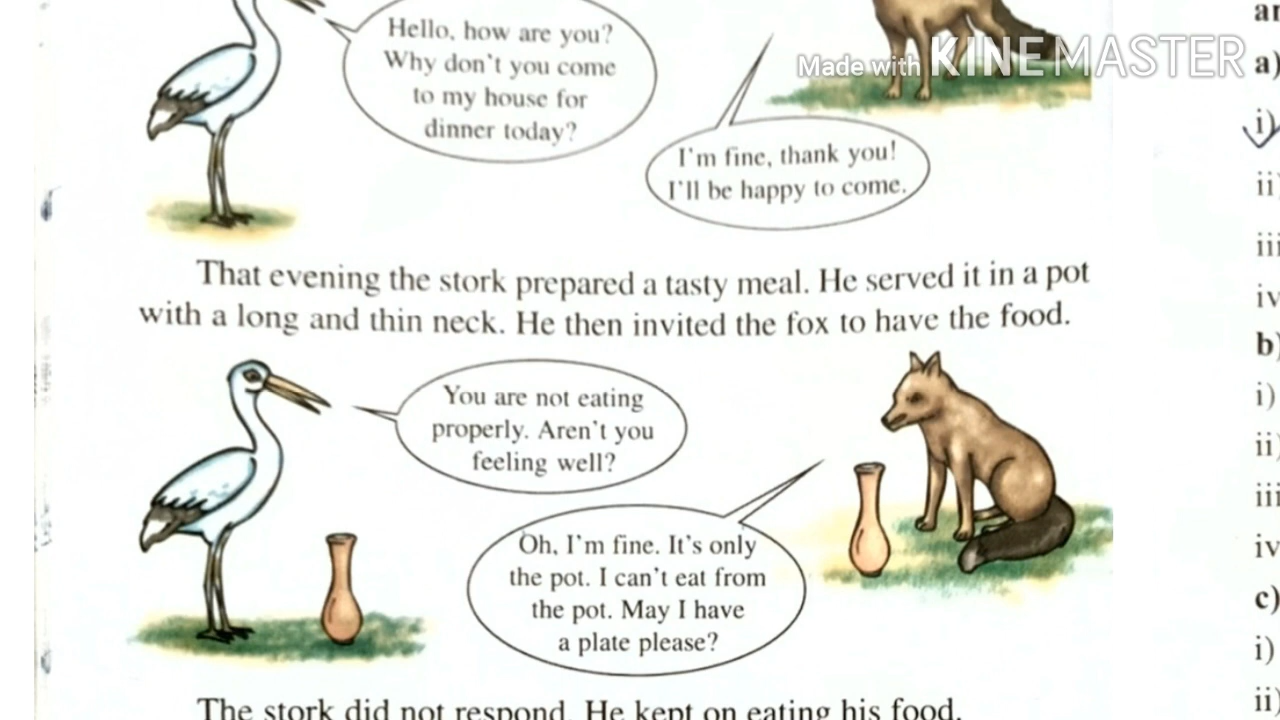 Hello, how are you?
Why don't you come
to my house for
dinner today?
Made with KINEMASTER
I'm fine, thank you!
I'll be happy to come.
That evening the stork prepared a tasty meal. He served it in a pot
with a long and thin neck. He then invited the fox to have the food.
You are not eating
properly. Aren't you
feeling well?
Oh, I'm fine. It's only
the pot. I can't eat from
the pot. May I have
a plate please?
The stork did not respond. He kept on eating his food.
a)
i)
ii)
iii
iv
b)
i)
ii)
iii
iv
c)
i)
ii)